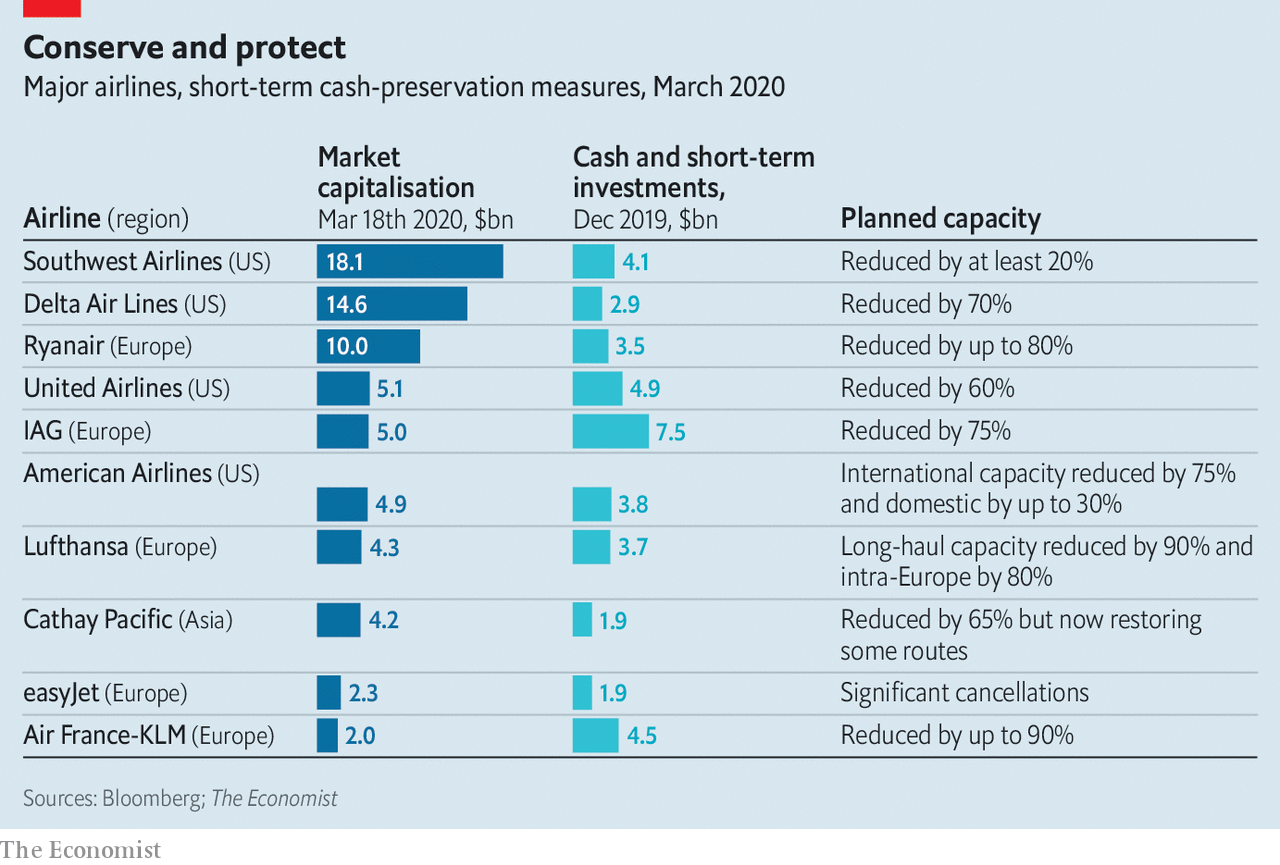 Conserve and protect
Major airlines, short-term cash-preservation measures, March 2020
Market
capitalisation
Mar 18th 2020, $bn
Cash and short-term
investments,
Dec 2019, $bn
Airline (region)
Planned capacity
Southwest Airlines (US) 18.1 4.1 Reduced by at least 20%
Delta Air Lines (US) 14.6 2.9 Reduced by 70%
Ryanair (Europe) 10.0 3.5 Reduced by up to 80%
United Airlines (US) 5.1 4.9 Reduced by 60%
IAG (Europe) 5.0 7.5 Reduced by 75%
American Airlines (US) International capacity reduced by 75%
4.9 3.8 and domestic by up to 30%
Lufthansa (Europe) 4.3 3.7 Long-haul capacity reduced by 90% and
intra-Europe by 80%
Cathay Pacific (Asia) 4.2 1.9 Reduced by 65% but now restoring
some routes
easyJet (Europe) 2.3 1.9 Significant cancellations
Air France-KLM (Europe) 2.0 4.5 Reduced by up to 90%
Sources: Bloomberg; The Economist
The Economist